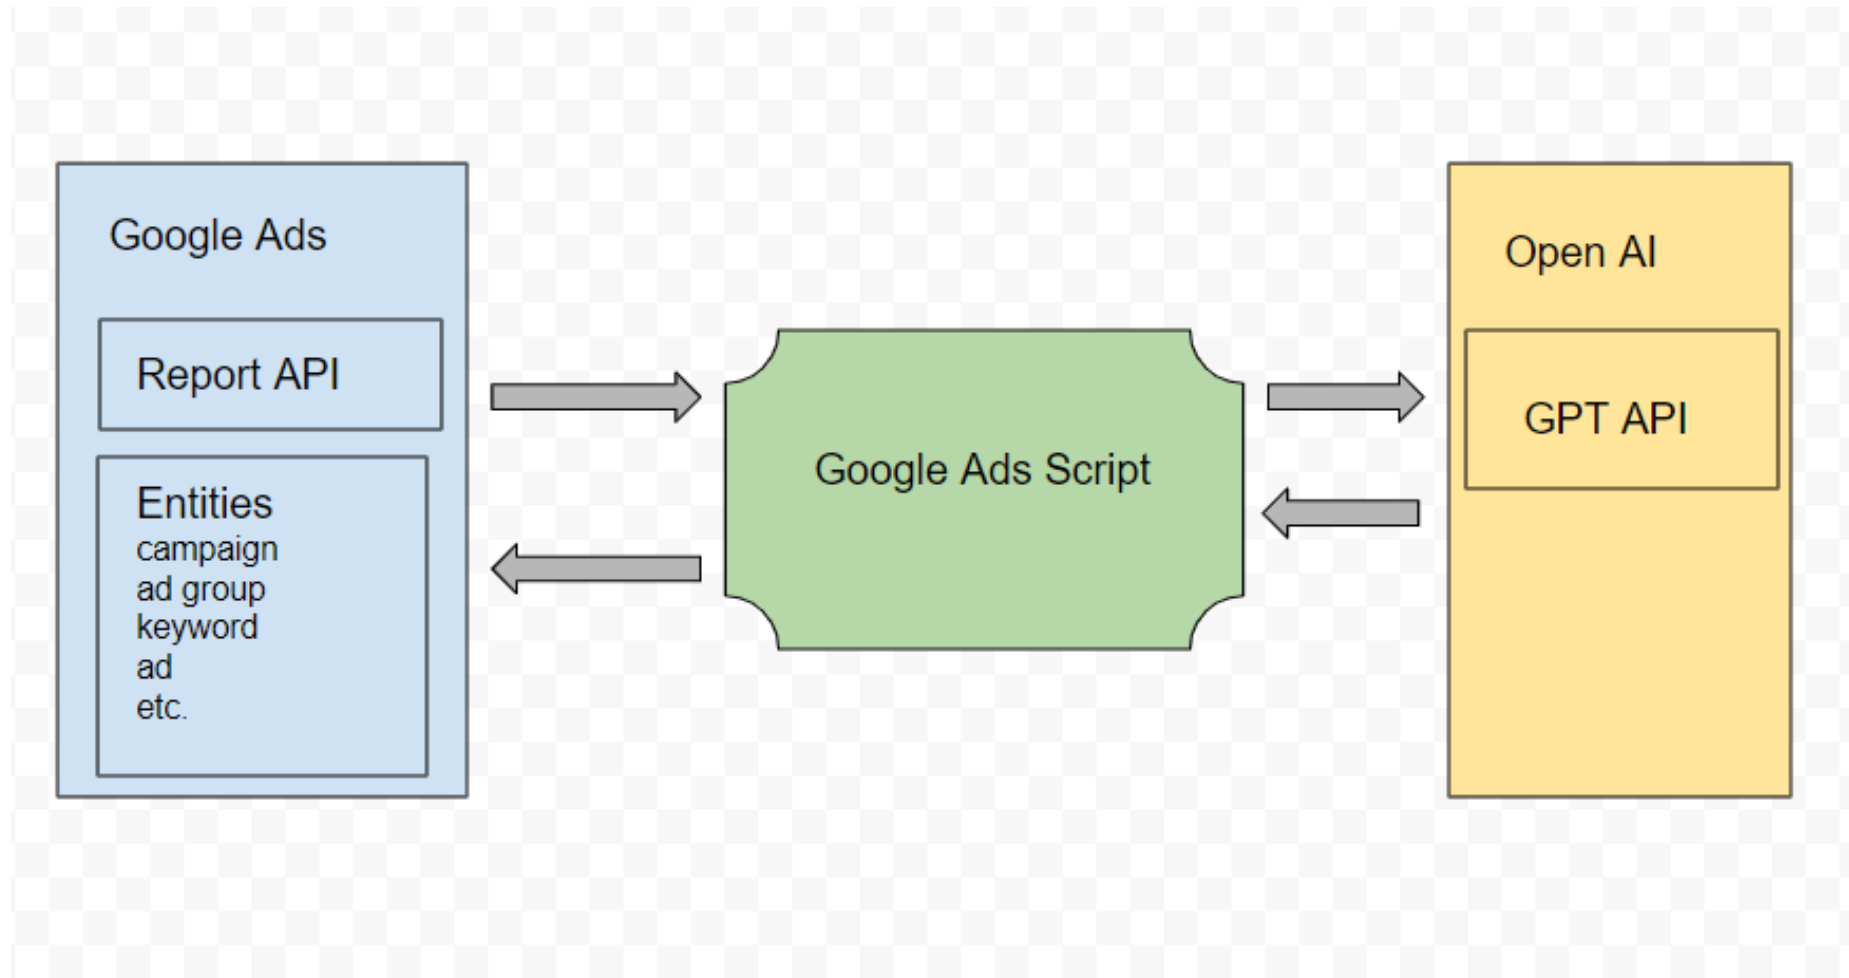 Google Ads
Report API
Entities
campaign
ad group
keyword
ad
etc.
Google Ads Script
Open AI
GPT API